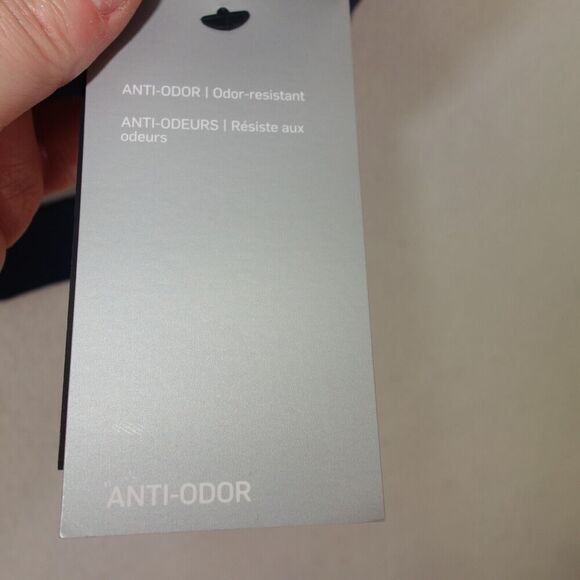 ANTI-ODOR | Odor-resistant
ANTI-ODEURS | Résiste aux
odeurs
ANTI-ODOR